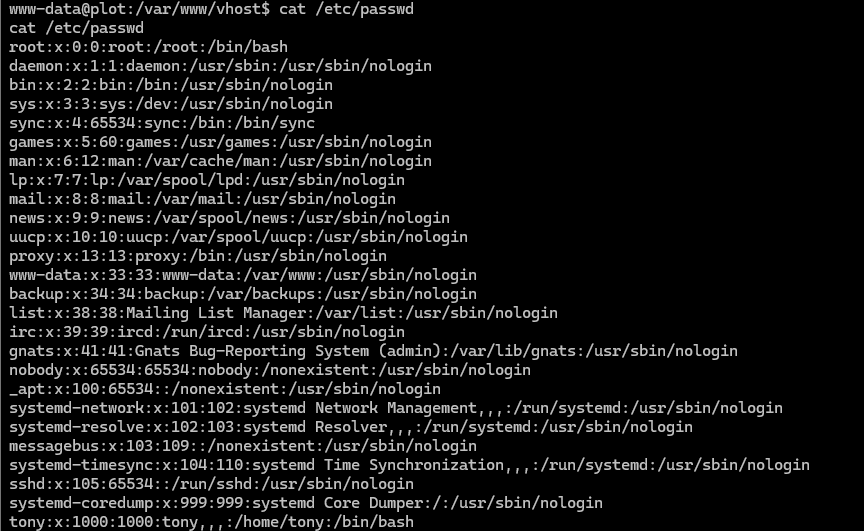 www-data@plot:/var/www/vhost$ cat /etc/passwd
cat /etc/passwd
root:x:0:0:root:/root:/bin/bash
daemon:x:1:1:daemon:/usr/sbin:/usr/sbin/nologin
bin:x:2:2:bin:/bin:/usr/sbin/nologin
sys:x:3:3:sys:/dev:/usr/sbin/nologin
sync:x:4:65534:sync:/bin:/bin/sync
games:x:5:60:games:/usr/games:/usr/sbin/nologin
man:x:6:12:man:/var/cache/man:/usr/sbin/nologin
lp:x:7:7:lp:/var/spool/lpd:/usr/sbin/nologin
mail:x:8:8:mail:/var/mail:/usr/sbin/nologin
news:x:9:9:news:/var/spool/news:/usr/sbin/nologin
uucp:x:10:10:uucp:/var/spool/uucp:/usr/sbin/nologin
proxy:x:13:13:proxy:/bin:/usr/sbin/nologin
www-data:x:33:33:www-data:/var/www:/usr/sbin/nologin
backup:x:34:34:backup:/var/backups:/usr/sbin/nologin
list:x:38:38:Mailing List Manager:/var/list:/usr/sbin/nologin
irc:x:39:39:ircd:/run/ircd:/usr/sbin/nologin
gnats:x:41:41:Gnats Bug-Reporting System (admin):/var/lib/gnats:/usr/sbin/nologin
nobody:x:65534:65534:nobody:/nonexistent:/usr/sbin/nologin
_apt:x:100:65534::/nonexistent:/usr/sbin/nologin
systemd-network:x:101:102:systemd Network Management,,,:/run/systemd:/usr/sbin/nologin
systemd-resolve:x:102:103:systemd Resolver,,,:/run/systemd:/usr/sbin/nologin
messagebus:x:103:109::/nonexistent:/usr/sbin/nologin
systemd-timesync:x:104:110:systemd Time Synchronization,,,:/run/systemd:/usr/sbin/nologin
sshd:x:105:65534::/run/sshd:/usr/sbin/nologin
systemd-coredump:x:999:999:systemd Core Dumper:/:/usr/sbin/nologin
tony:x:1000:1000:tony,,,:/home/tony:/bin/bash